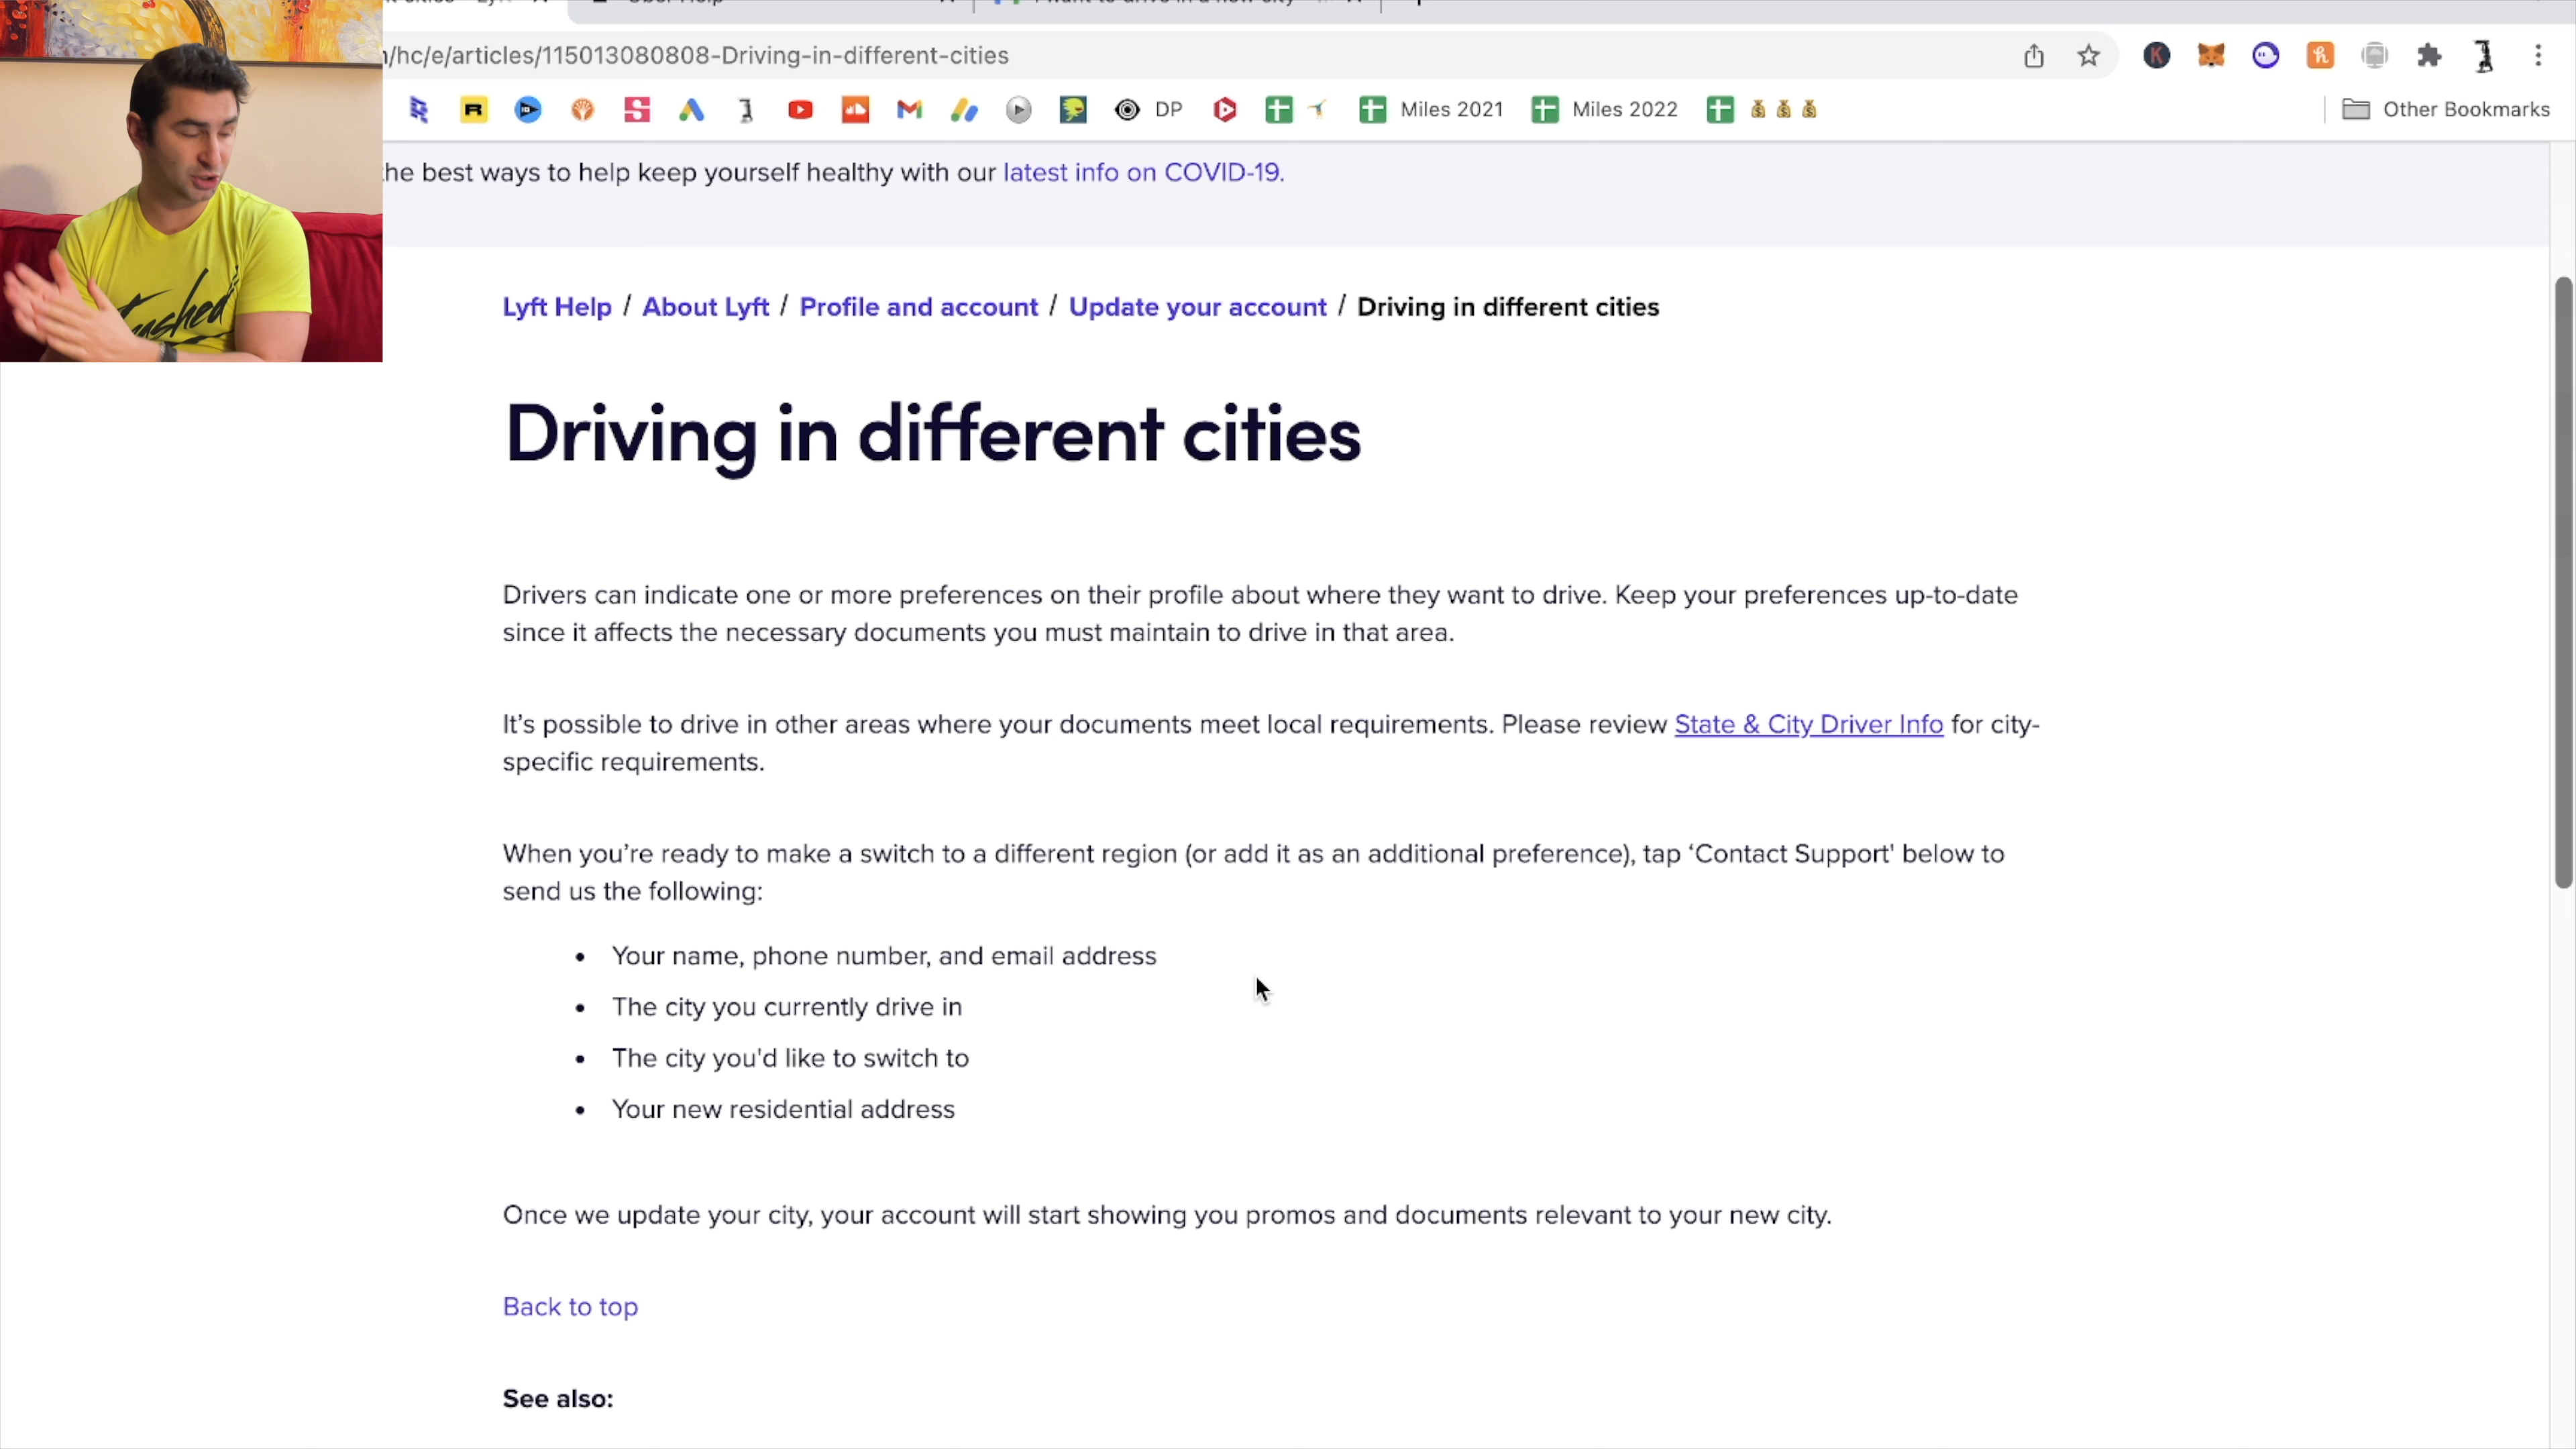 /hc/e/articles/115013080808-Driving-in-different-cities
DP
Miles 2021
Miles 2022
Other Bookmarks
the best ways to help keep yourself healthy with our latest info on COVID-19.
Lyft Help / About Lyft / Profile and account / Update your account / Driving in different cities
Driving in different cities
Drivers can indicate one or more preferences on their profile about where they want to drive. Keep your preferences up-to-date
since it affects the necessary documents you must maintain to drive in that area.
It’s possible to drive in other areas where your documents meet local requirements. Please review State & City Driver Info for city-
specific requirements.
When you’re ready to make a switch to a different region (or add it as an additional preference), tap ‘Contact Support' below to
send us the following:
• Your name, phone number, and email address
• The city you currently drive in
• The city you'd like to switch to
• Your new residential address
Once we update your city, your account will start showing you promos and documents relevant to your new city.
Back to top
See also: